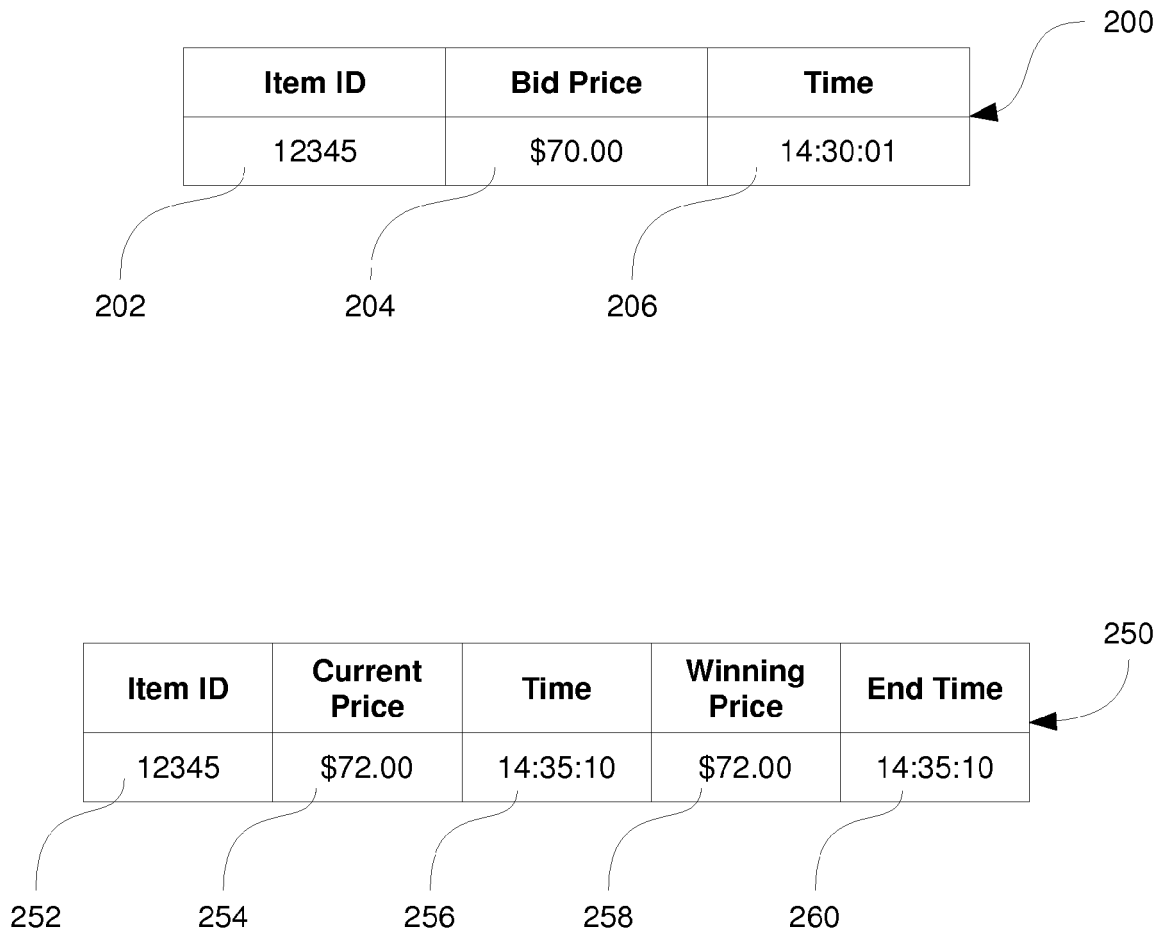 200
Item ID Bid Price Time
12345 $70.00 14:30:01
202 204 206
250
Item ID Current Price Time Winning Price End Time
12345 $72.00 14:35:10 $72.00 14:35:10
252 254 256 258 260